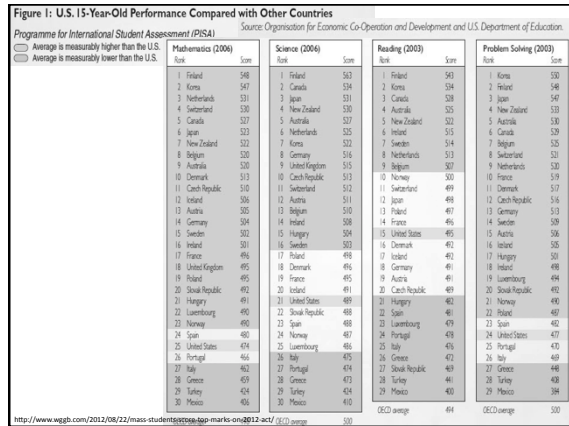 Figure 1: U.S. 15-Year-Old Performance Compared with Other Countries
Source: Organisation for Economic Co-Operation and Development and U.S. Department of Education.
Programme for International Student Assessment (PISA)
Average is measurably higher than the U.S.
Average is measurably lower than the U.S.
Mathematics (2006)
Rank Score
1 Finland 548
2 Korea 547
3 Netherlands 531
4 Switzerland 530
5 Canada 527
6 Japan 523
7 New Zealand 522
8 Belgium 520
9 Australia 520
10 Denmark 513
11 Czech Republic 510
12 Iceland 506
13 Austria 505
14 Germany 504
15 Sweden 502
16 Ireland 501
17 France 496
18 United Kingdom 495
19 Poland 495
20 Slovak Republic 492
21 Hungary 491
22 Luxembourg 490
23 Norway 490
24 Spain 480
25 United States 474
26 Portugal 466
27 Italy 462
28 Greece 459
29 Turkey 424
30 Mexico 406
Science (2006)
Rank Score
1 Finland 563
2 Canada 534
3 Japan 531
4 New Zealand 530
5 Australia 527
6 Netherlands 525
7 Korea 522
8 Germany 516
9 United Kingdom 515
10 Czech Republic 513
11 Switzerland 512
12 Austria 511
13 Belgium 510
14 Ireland 508
15 Hungary 504
16 Sweden 503
17 Poland 498
18 Denmark 496
19 France 495
20 Iceland 491
21 United States 489
22 Slovak Republic 488
23 Spain 488
24 Norway 487
25 Luxembourg 486
26 Italy 475
27 Portugal 474
28 Greece 473
29 Turkey 424
30 Mexico 410
500
Reading (2003)
Rank Score
1 Finland 543
2 Korea 534
3 Canada 528
4 Australia 525
5 New Zealand 522
6 Ireland 515
7 Sweden 514
8 Netherlands 513
9 Belgium 507
10 Norway 500
11 Switzerland 499
12 Japan 498
13 Poland 497
14 France 496
15 United States 495
16 Denmark 492
17 Iceland 492
18 Germany 491
19 Austria 491
20 Czech Republic 489
21 Hungary 482
22 Spain 481
23 Luxembourg 479
24 Portugal 478
25 Italy 476
26 Greece 472
27 Slovak Republic 469
28 Turkey 441
29 Mexico 400
OECD average 494
Problem Solving (2003)
Rank Score
1 Korea 550
2 Finland 548
3 Japan 547
4 New Zealand 533
5 Australia 530
6 Canada 529
7 Belgium 525
8 Switzerland 521
9 Netherlands 520
10 France 519
11 Denmark 517
12 Czech Republic 516
13 Germany 513
14 Sweden 509
15 Austria 506
16 Iceland 505
17 Hungary 501
18 Ireland 498
19 Luxembourg 494
20 Slovak Republic 492
21 Norway 490
22 Poland 487
23 Spain 482
24 United States 477
25 Portugal 470
26 Italy 469
27 Greece 448
28 Turkey 408
29 Mexico 384
OECD average 500
http://www.wggb.com/2012/08/22/mass-students-score-top-marks-on-2012-act/